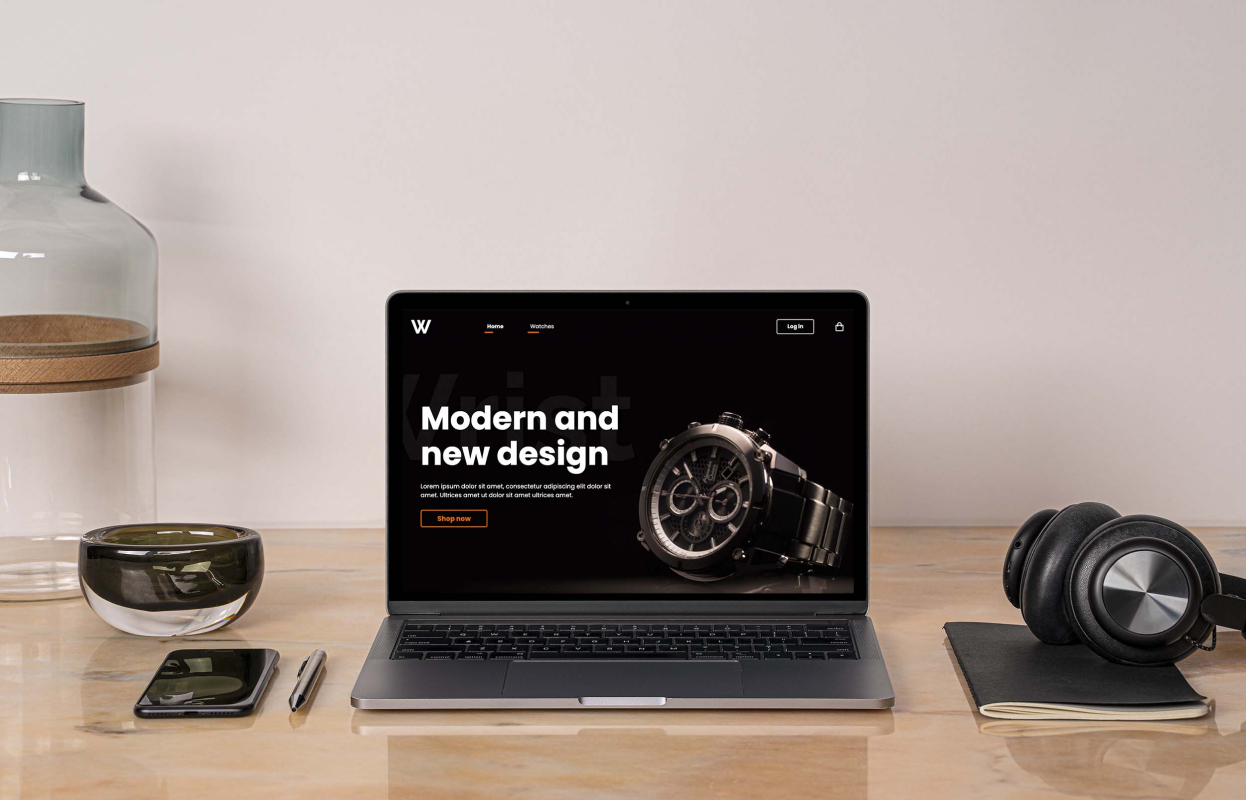 W
Home
Watches
Log In
Wrist
Modern and
new design
Lorem ipsum dolor sit amet, consectetur adipiscing elit dolor sit
amet. Ultrices amet ut dolor sit amet ultrices amet.
Shop now